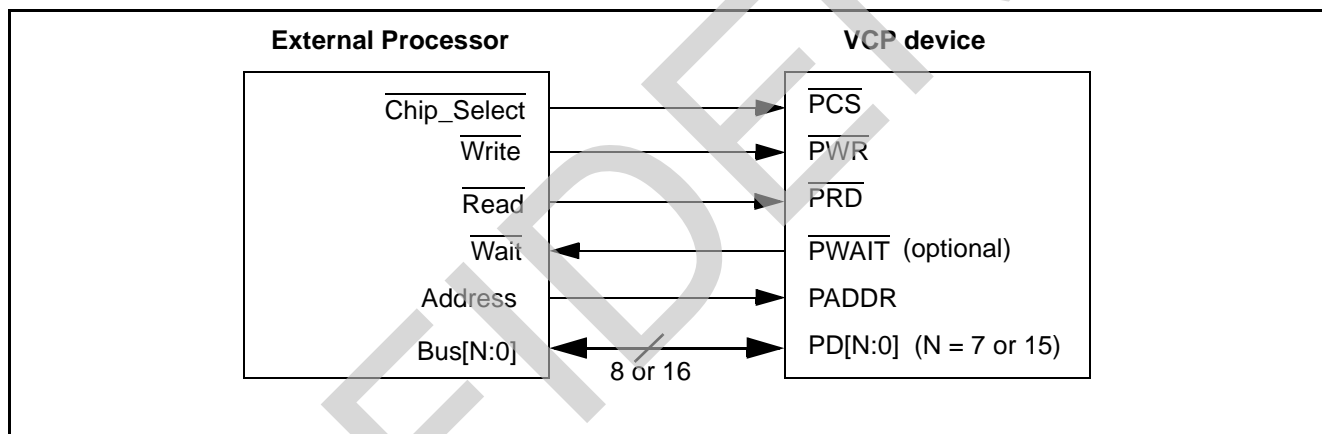 External Processor VCP device
Chip_Select PCS
Write PWR
Read PRD
Wait PWAIT (optional)
Address PADDR
Bus[N:0] PD[N:0] (N = 7 or 15)
8 or 16